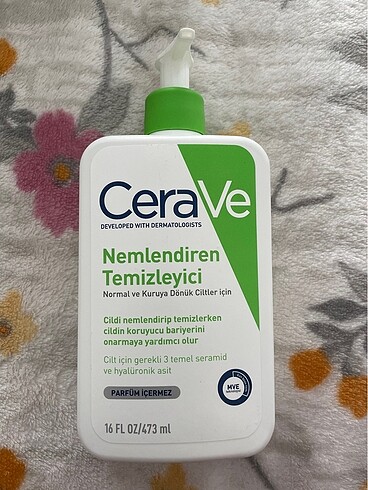 CeraVe
DEVELOPED WITH DERMATOLOGISTS
Nemlendiren
Temizleyici
Normal ve Kuruya Dönük Ciltler için
Cildi nemlendirip temizlerken
cildin koruyucu bariyerini
onarmaya yardımcı olur
Cilt için gerekli 3 temel seramid
ve hyalüronik asit
PARFÜM İÇERMEZ
MVE
16 FL OZ/473 ml